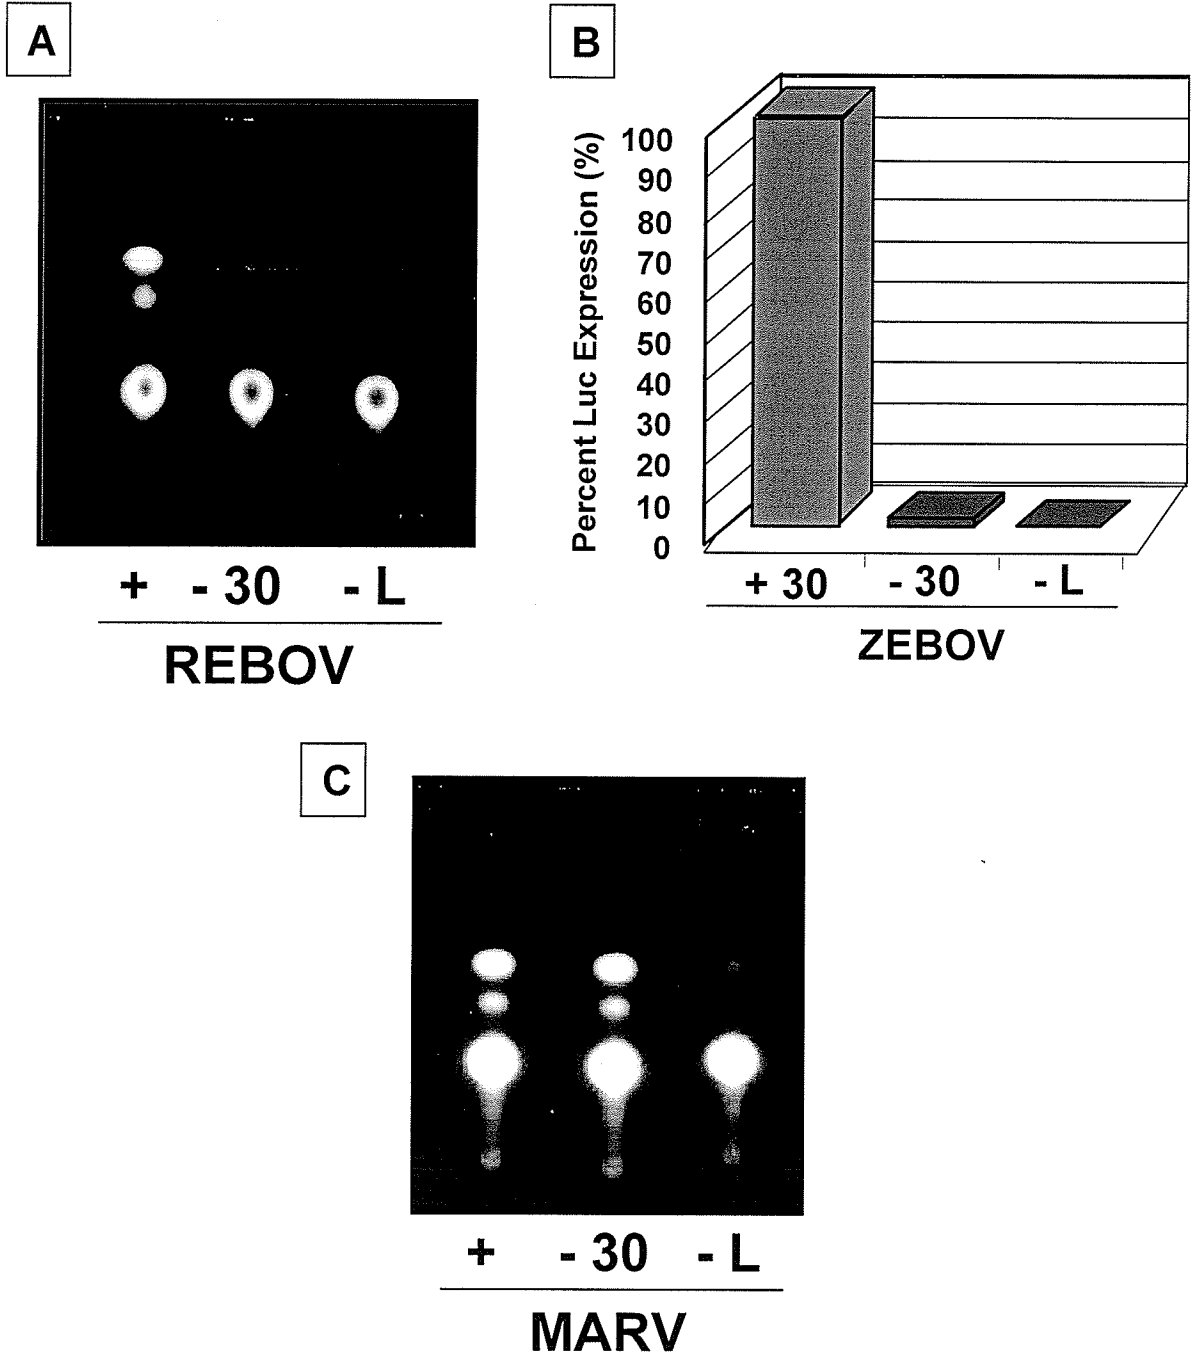 A
+ - 30 - L
REBOV
B
Percent Luc Expression (%)
100
90
80
70
60
50
40
30
20
10
0
+ 30 - 30 - L
ZEBOV
C
+ - 30 - L
MARV